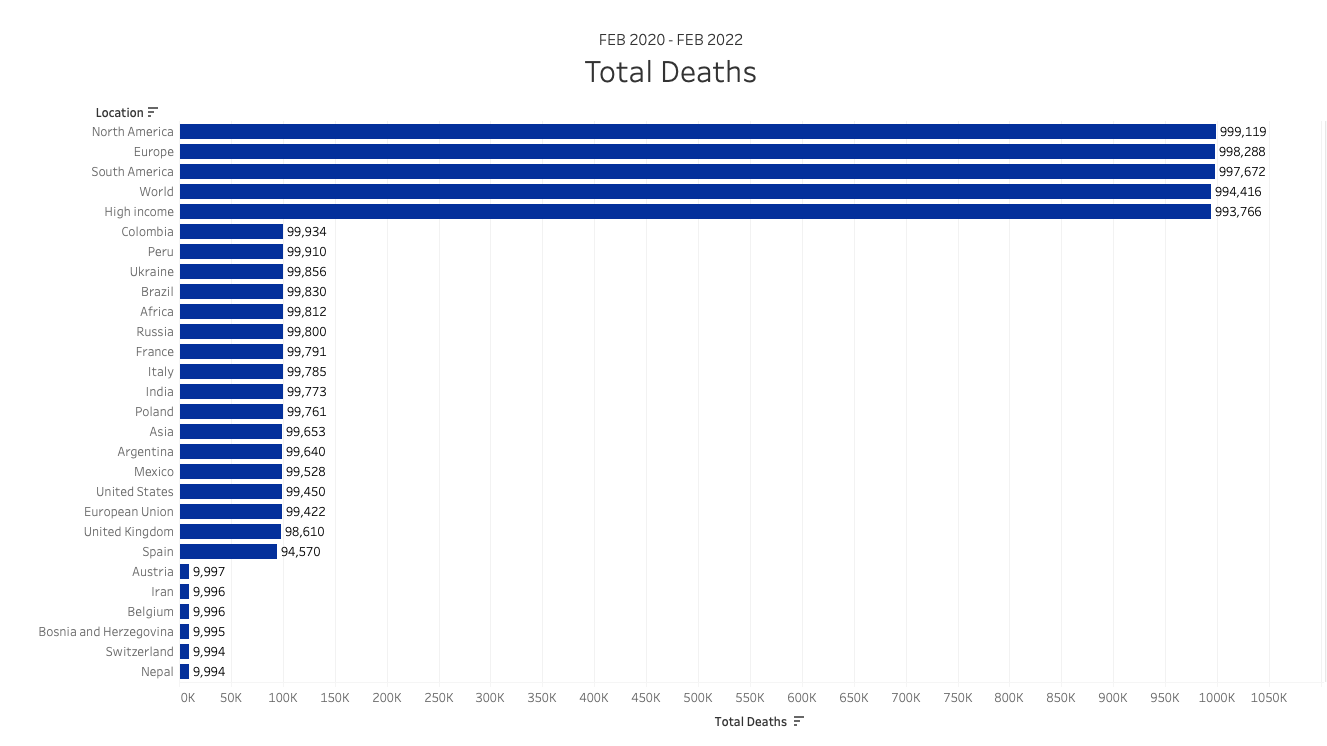 FEB 2020 - FEB 2022
Total Deaths
Location
North America 999,119
Europe 998,288
South America 997,672
World 994,416
High income 993,766
Colombia 99,934
Peru 99,910
Ukraine 99,856
Brazil 99,830
Africa 99,812
Russia 99,800
France 99,791
Italy 99,785
India 99,773
Poland 99,761
Asia 99,653
Argentina 99,640
Mexico 99,528
United States 99,450
European Union 99,422
United Kingdom 98,610
Spain 94,570
Austria 9,997
Iran 9,996
Belgium 9,996
Bosnia and Herzegovina 9,995
Switzerland 9,994
Nepal 9,994
0K 50K 100K 150K 200K 250K 300K 350K 400K 450K 500K 550K 600K 650K 700K 750K 800K 850K 900K 950K 1000K 1050K
Total Deaths